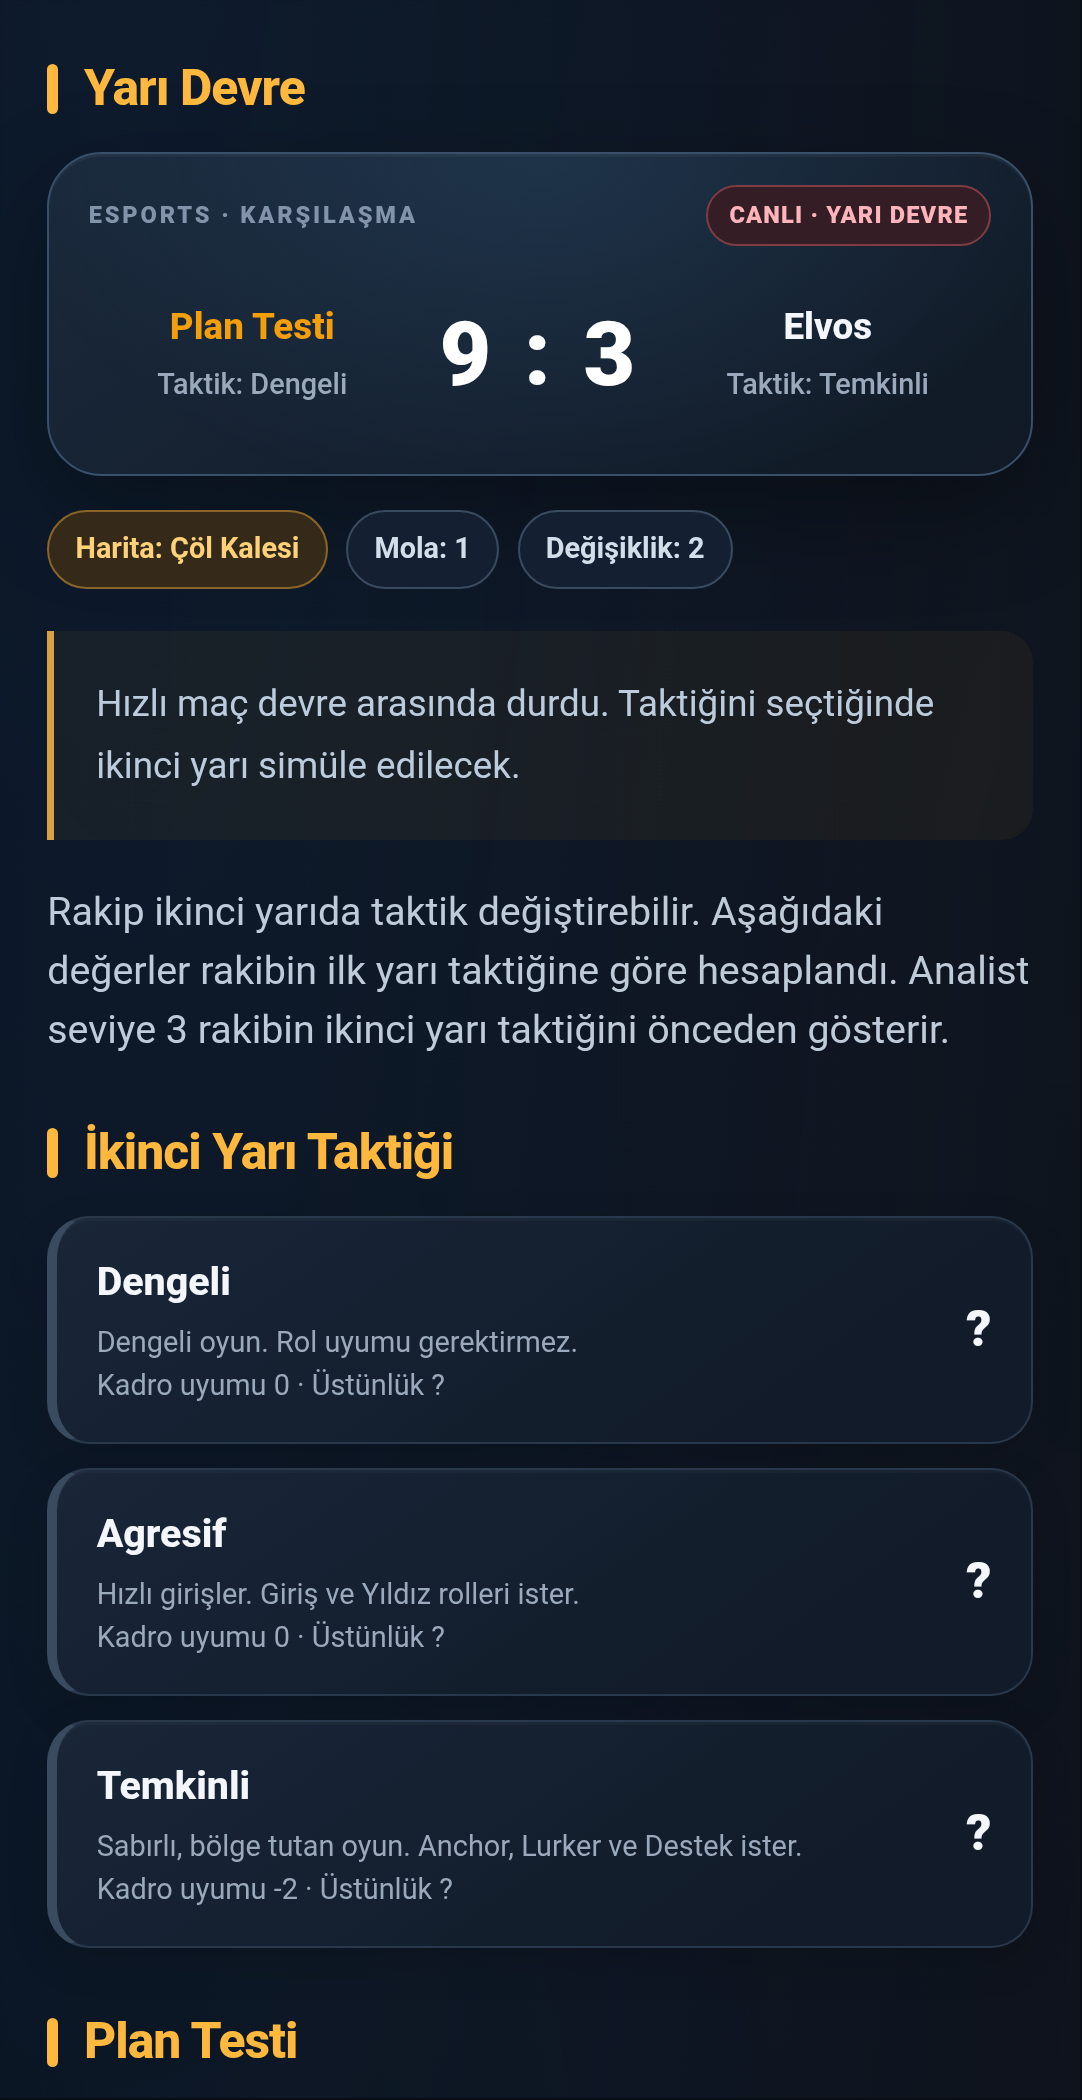 Yarı Devre
ESPORTS · KARŞILAŞMA
CANLI · YARI DEVRE
Plan Testi
Taktik: Dengeli
9 : 3
Elvos
Taktik: Temkinli
Harita: Çöl Kalesi
Mola: 1
Değişiklik: 2
Hızlı maç devre arasında durdu. Taktiğini seçtiğinde
ikinci yarı simüle edilecek.
Rakip ikinci yarıda taktik değiştirebilir. Aşağıdaki
değerler rakibin ilk yarı taktiğine göre hesaplandı. Analist
seviye 3 rakibin ikinci yarı taktiğini önceden gösterir.
İkinci Yarı Taktiği
Dengeli
Dengeli oyun. Rol uyumu gerektirmez.
Kadro uyumu 0 · Üstünlük ?
?
Agresif
Hızlı girişler. Giriş ve Yıldız rolleri ister.
Kadro uyumu 0 · Üstünlük ?
?
Temkinli
Sabırlı, bölge tutan oyun. Anchor, Lurker ve Destek ister.
Kadro uyumu -2 · Üstünlük ?
?
Plan Testi